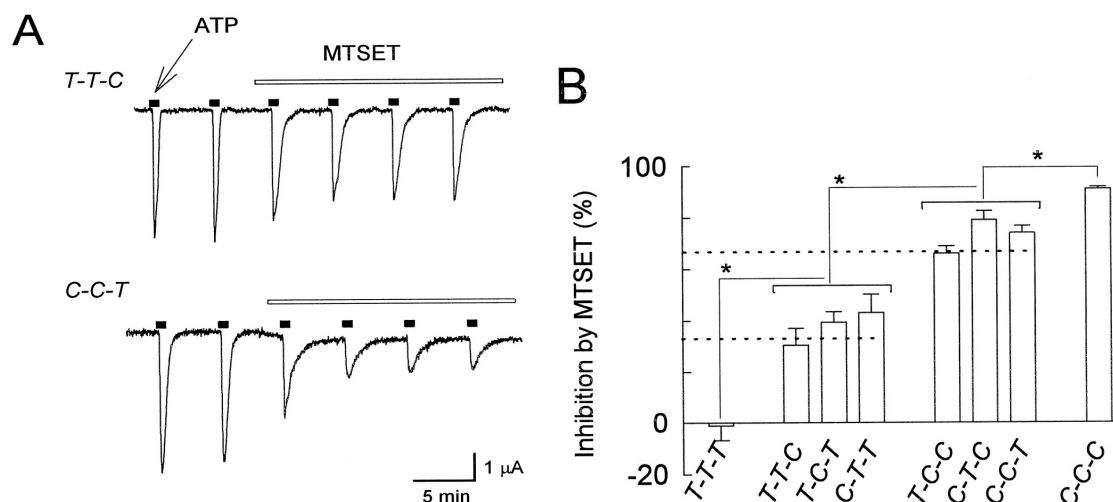 A
ATP
MTSET
T-T-C
C-C-T
1 µA
5 min
B
Inhibition by MTSET (%)
100
0
-20
*
*
*
T-T-T
T-T-C
T-C-T
C-T-T
T-C-C
C-T-C
C-C-T
C-C-C